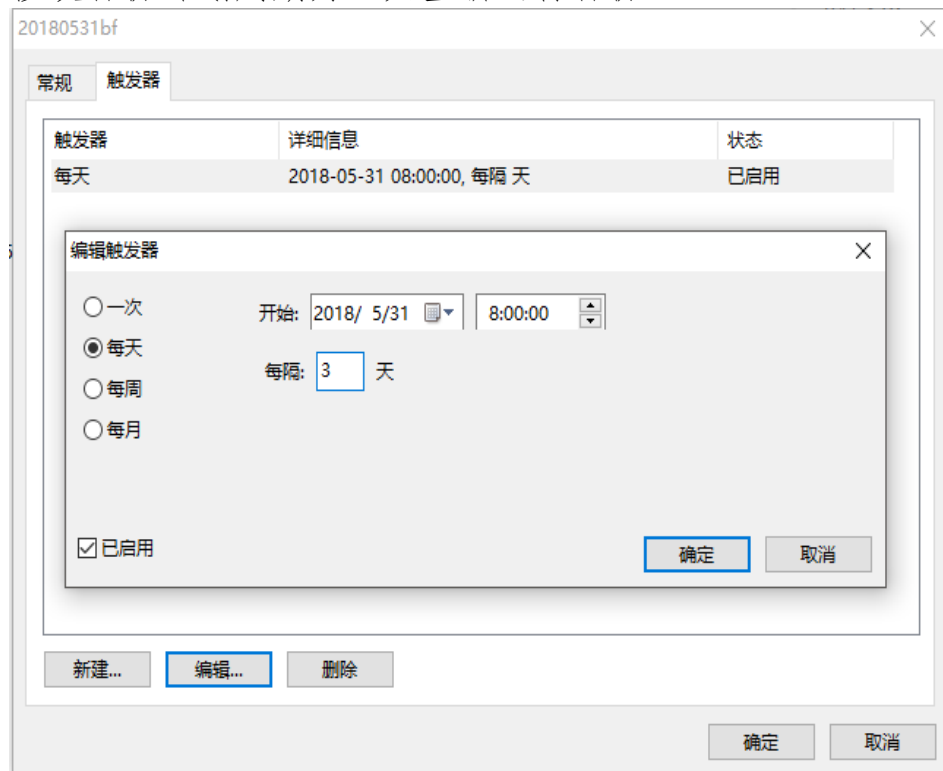 20180531bf
常规 触发器
触发器 详细信息 状态
每天 2018-05-31 08:00:00, 每隔 天 已启用
编辑触发器
一次 开始: 2018/ 5/31 8:00:00
每天
每隔: 3 天
每周
每月
已启用 确定 取消
新建... 编辑... 删除
确定 取消